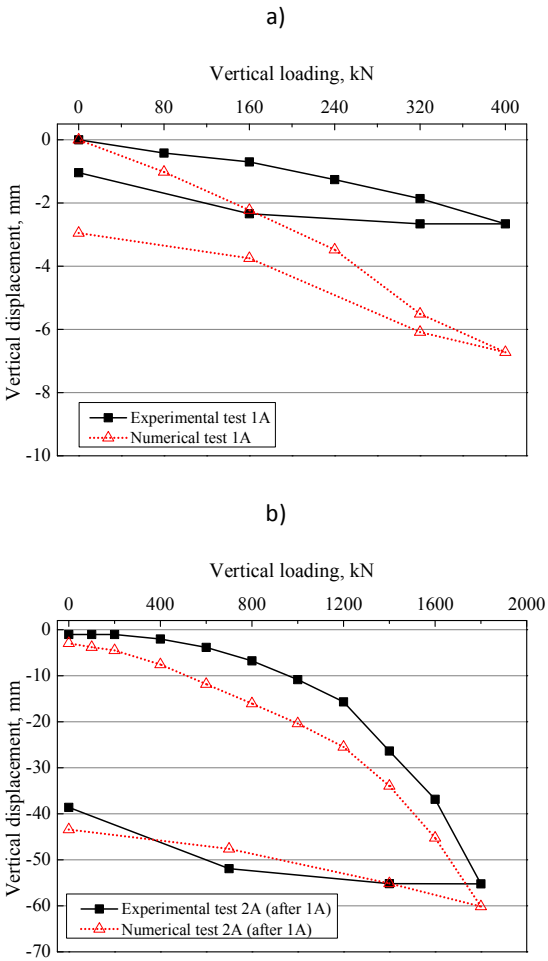 a)
Vertical loading, kN
0 80 160 240 320 400
0
-2
-4
-6
-8
-10
Vertical displacement, mm
Experimental test 1A
Numerical test 1A
b)
Vertical loading, kN
0 400 800 1200 1600 2000
0
-10
-20
-30
-40
-50
-60
-70
Vertical displacement, mm
Experimental test 2A (after 1A)
Numerical test 2A (after 1A)